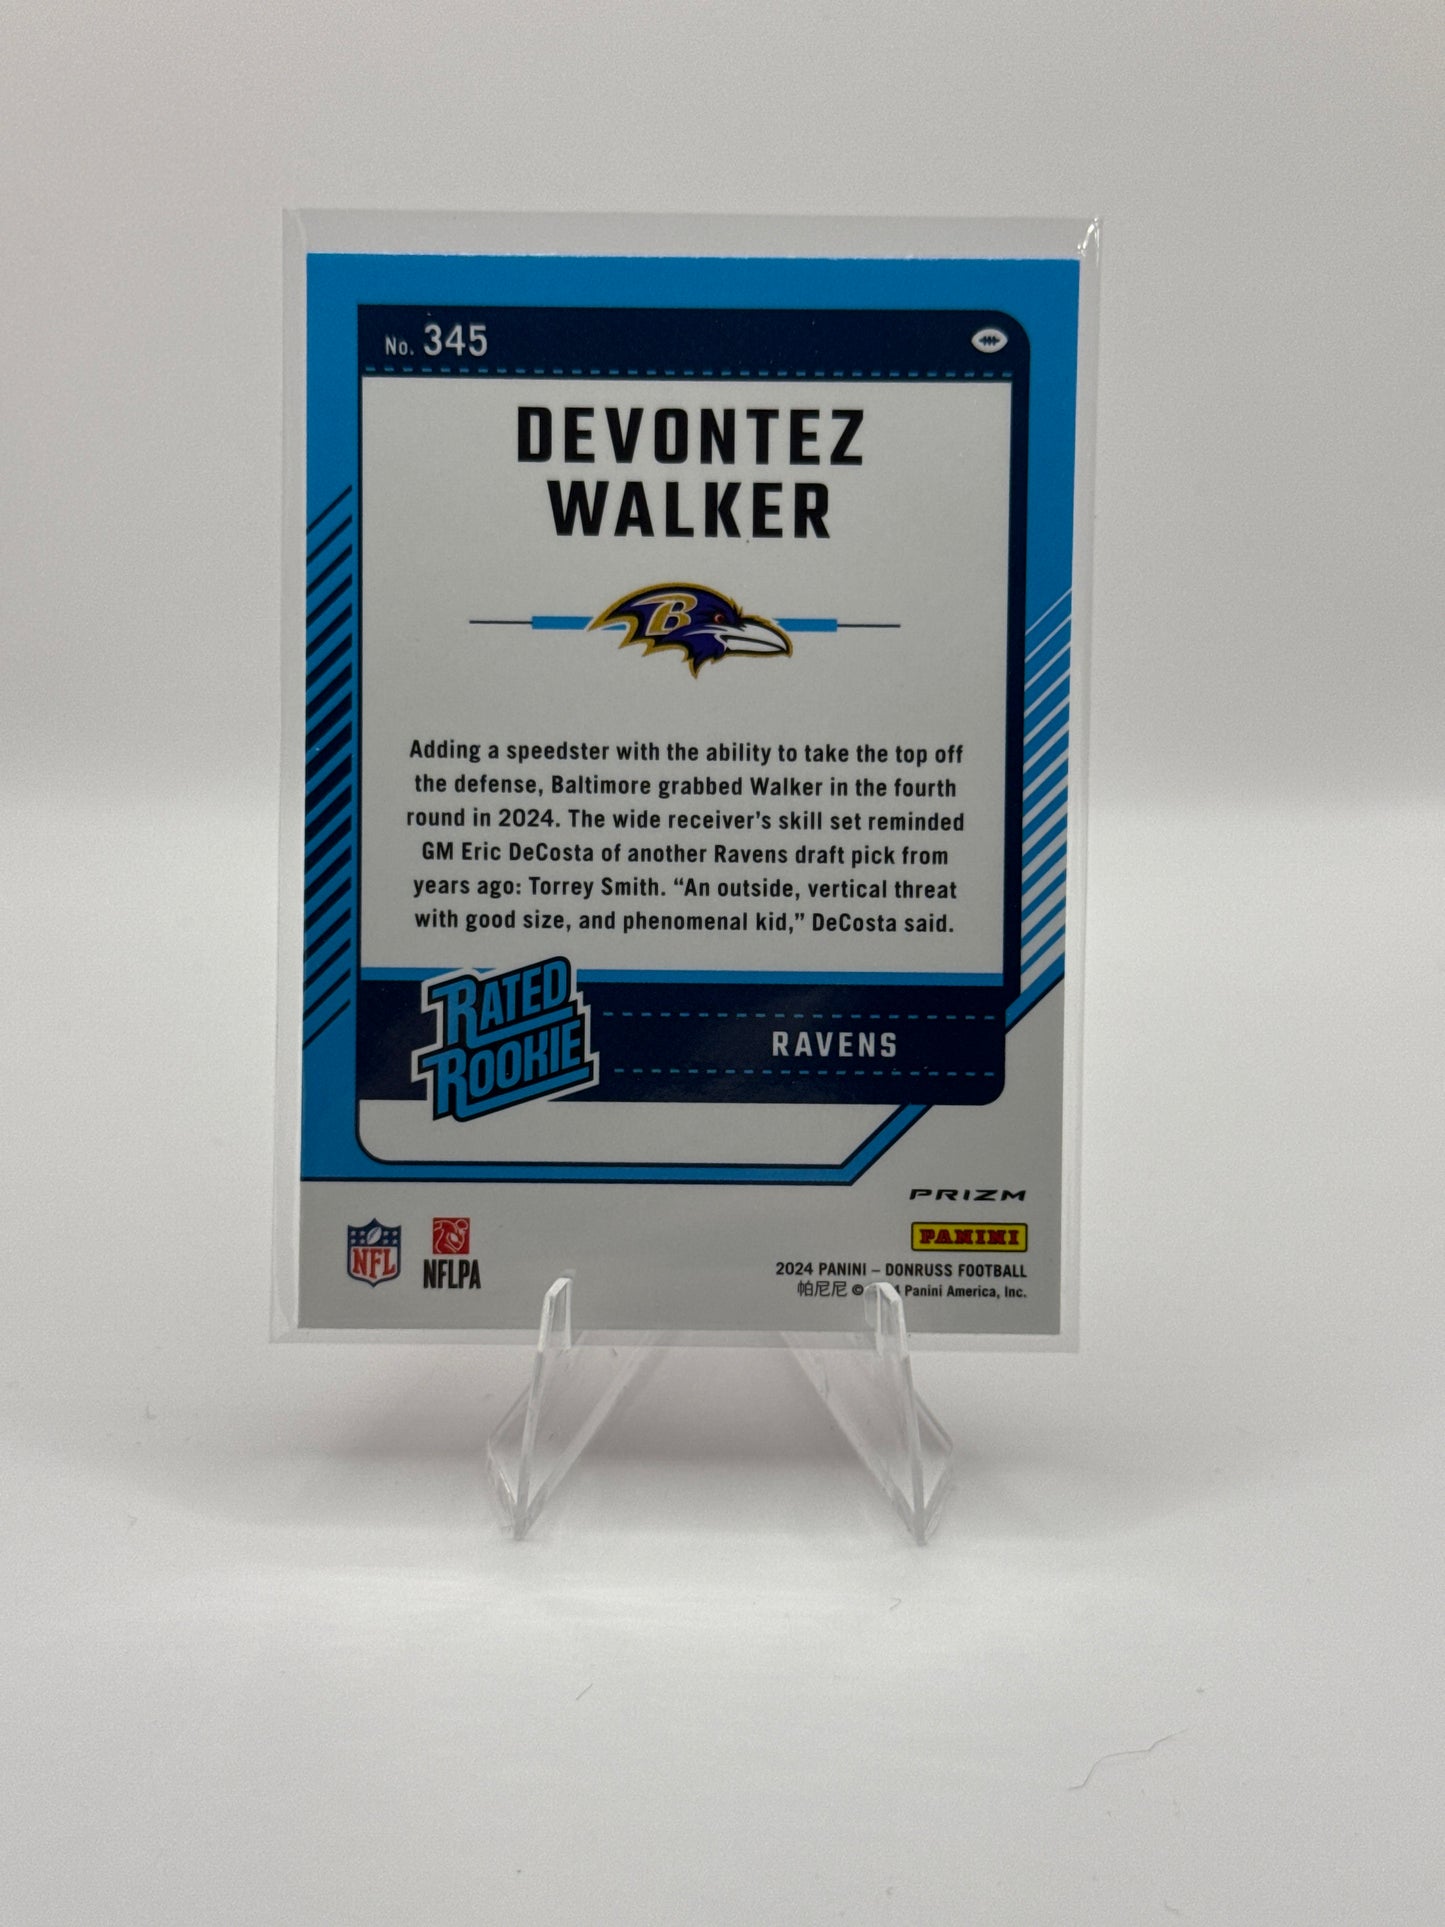 No. 345
DEVONTEZ
WALKER
B
Adding a speedster with the ability to take the top off
the defense, Baltimore grabbed Walker in the fourth
round in 2024. The wide receiver's skill set reminded
GM Eric DeCosta of another Ravens draft pick from
years ago: Torrey Smith. “An outside, vertical threat
with good size, and phenomenal kid,” DeCosta said.
RATED
ROOKIE
RAVENS
PRIZM
NFL
NFLPA
PANINI
2024 PANINI – DONRUSS FOOTBALL
帕尼尼 © Panini America, Inc.